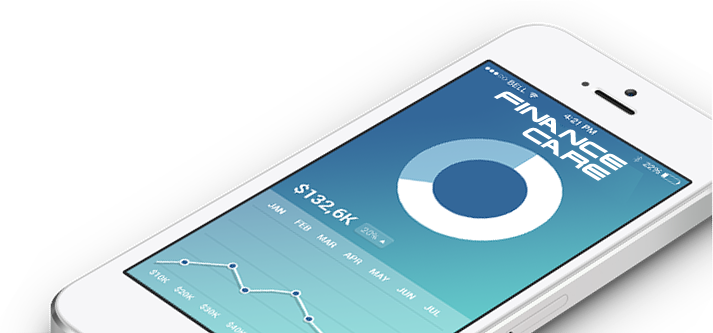 BELL
4:21 PM
22%
FINANCE
CARE
$132,6K
20%
JAN FEB MAR APR MAY JUN JUL
$10K
$20K
$30K
$40K